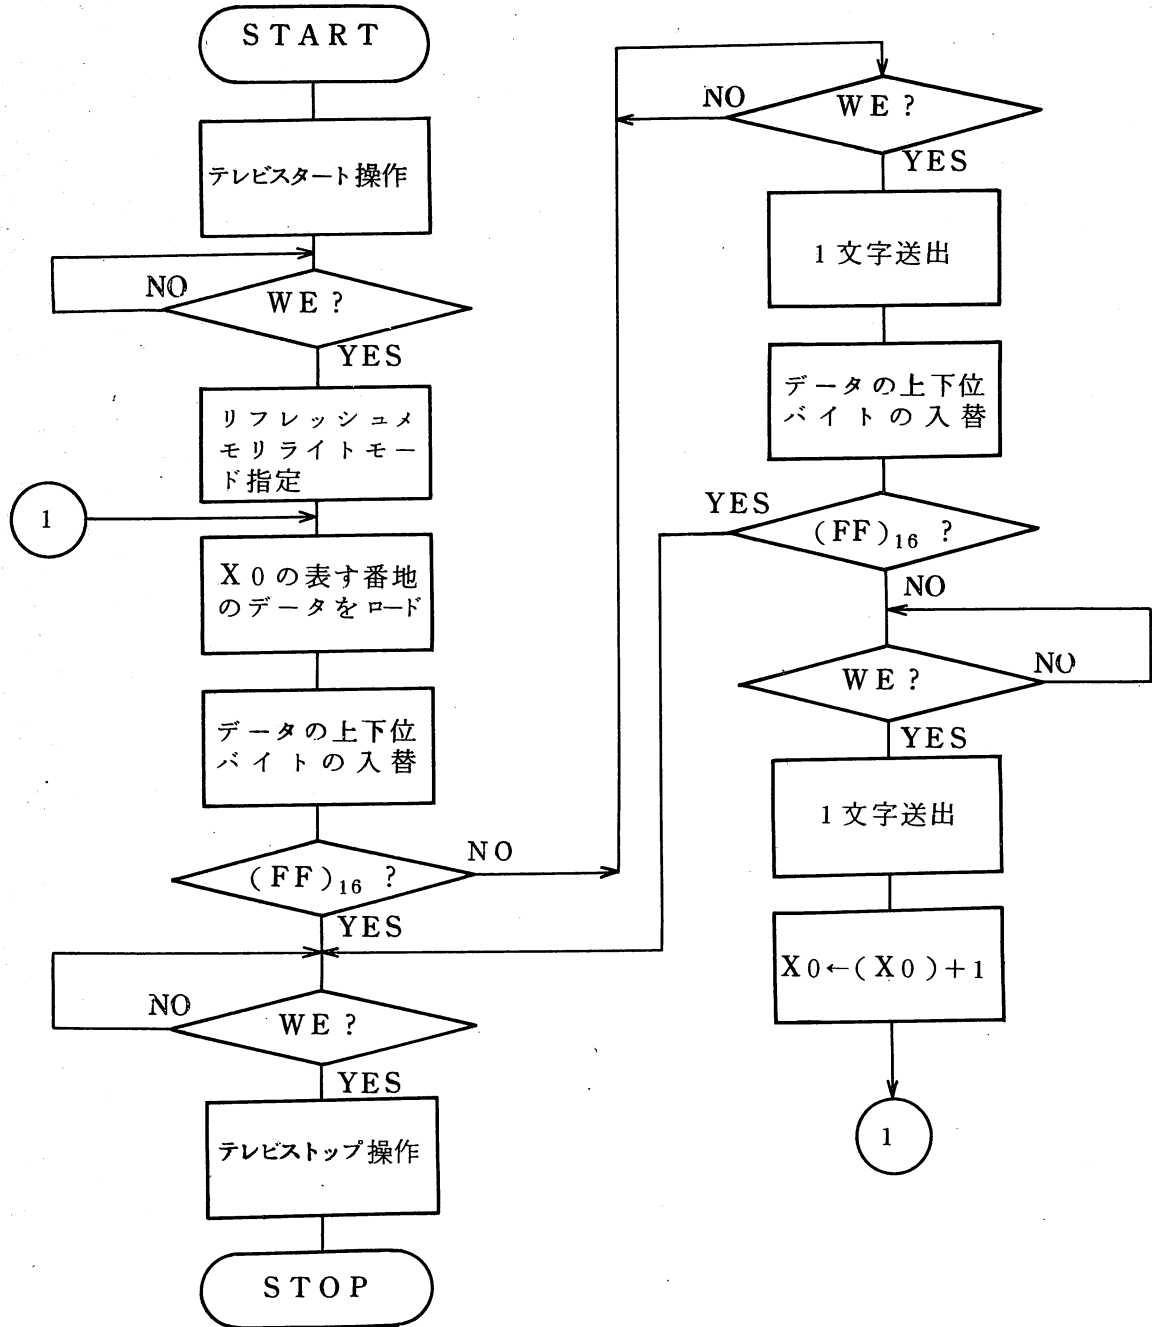 START
テレビスタート操作
NO
WE?
YES
リフレッシュメ
モリライトモー
ド指定
1
X0の表す番地
のデータをロード
データの上下位
バイトの入替
(FF)₁₆ ?
NO
YES
NO
WE?
YES
テレビストップ操作
STOP
NO
WE?
YES
1文字送出
データの上下位
バイトの入替
YES
(FF)₁₆ ?
NO
WE?
NO
YES
1文字送出
X0←(X0)+1
1